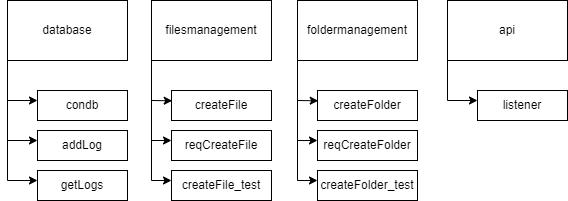 database
filesmanagement
foldermanagement
api
condb
createFile
createFolder
listener
addLog
reqCreateFile
reqCreateFolder
getLogs
createFile_test
createFolder_test